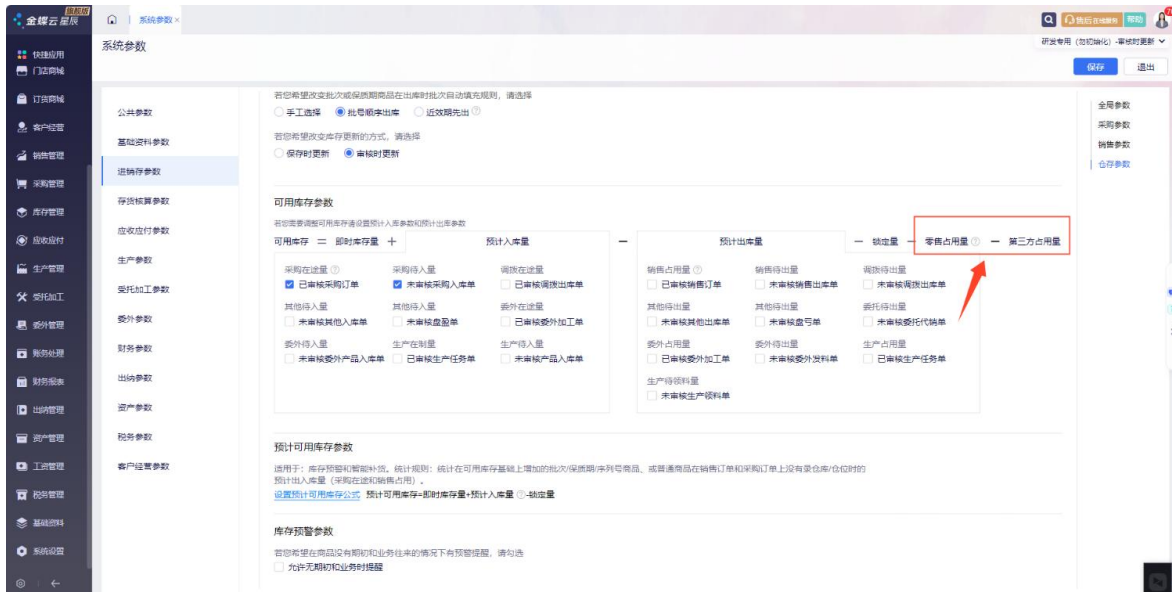 旗舰版
金蝶云星辰
系统参数
售后在线服务
帮助
系统参数
研发专用 (勿初始化) -审核时更新
保存
退出
快捷应用
门店商城
订货商城
客户经营
销售管理
采购管理
库存管理
应收应付
生产管理
受托加工
委外管理
账务处理
财务报表
出纳管理
资产管理
工资管理
税务管理
基础资料
系统设置
公共参数
基础资料参数
进销存参数
存货核算参数
应收应付参数
生产参数
受托加工参数
委外参数
财务参数
出纳参数
资产参数
税务参数
客户经营参数
若您希望改变批次或保质期商品在出库时批次自动填充规则，请选择
手工选择 批号顺序出库 近效期先出
若您希望改变库存更新的方式，请选择
保存时更新 审核时更新
可用库存参数
若您需要调整可用库存请设置预计入库参数和预计出库参数
可用库存 = 即时库存量 + 预计入库量 — 预计出库量 — 锁定量 — 零售占用量 — 第三方占用量
采购在途量 采购待入量 调拨在途量
已审核采购订单 未审核采购入库单 已审核调拨出库单
其他待入量 其他待入量 委外在途量
未审核其他入库单 未审核盘盈单 已审核委外加工单
委外待入量 生产在制量 生产待入量
未审核委外产品入库单 已审核生产任务单 未审核产品入库单
销售占用量 销售待出量 调拨待出量
已审核销售订单 未审核销售出库单 未审核调拨出库单
其他待出量 其他待出量 委托待出量
未审核其他出库单 未审核盘亏单 未审核委托代销单
委外占用量 委外待出量 生产占用量
已审核委外加工单 未审核委外发料单 已审核生产任务单
生产待领料量
未审核生产领料单
预计可用库存参数
适用于：库存预警和智能补货。统计规则：统计在可用库存基础上增加的批次/保质期/序列号商品、或普通商品在销售订单和采购订单上没有录仓库/仓位时的
预计出入库量（采购在途和销售占用）。
设置预计可用库存公式 预计可用库存=即时库存量+预计入库量 -锁定量
库存预警参数
若您希望在商品没有期初和业务往来的情况下有预警提醒，请勾选
允许无期初和业务时提醒
全局参数
采购参数
销售参数
仓存参数